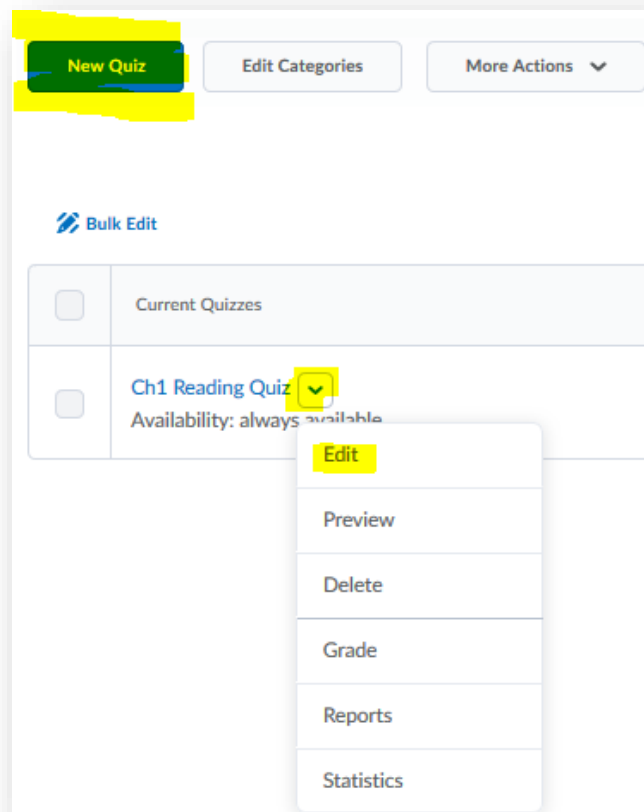 New Quiz
Edit Categories
More Actions
Bulk Edit
Current Quizzes
Ch1 Reading Quiz
Availability: always available
Edit
Preview
Delete
Grade
Reports
Statistics